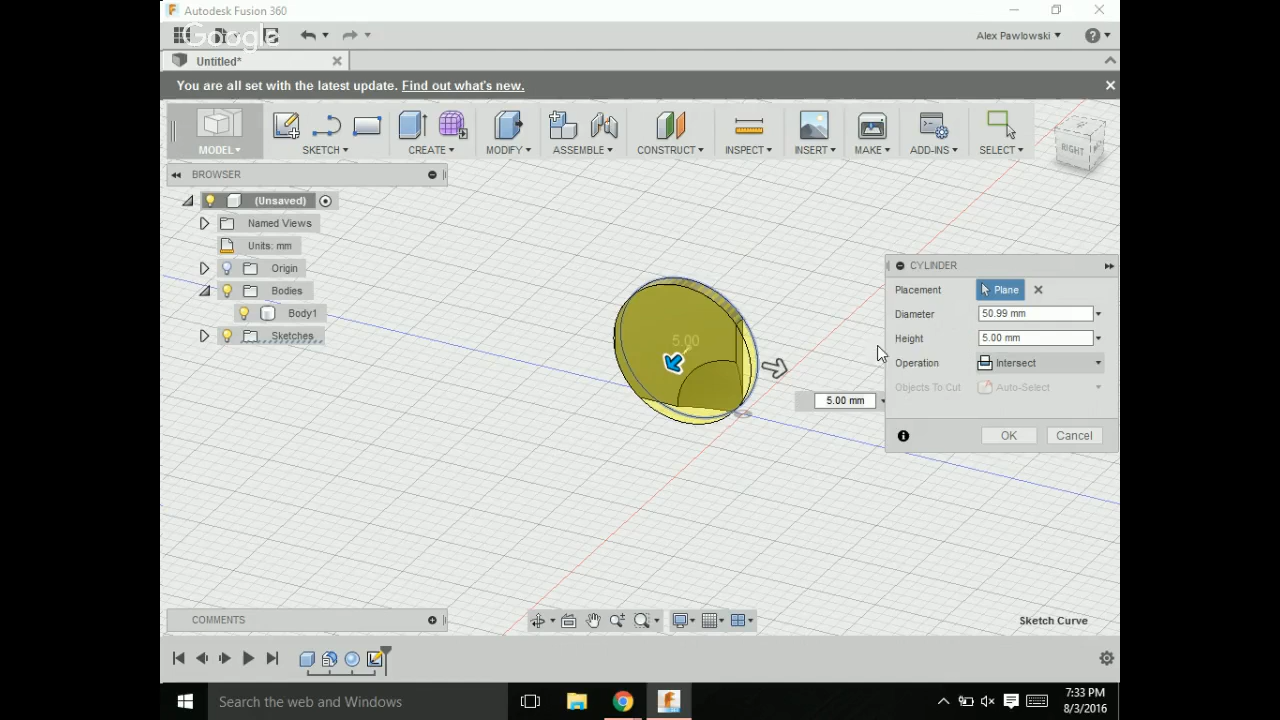 Autodesk Fusion 360
Google
Alex Pawlowski
Untitled*
You are all set with the latest update. Find out what's new.
MODEL
SKETCH
CREATE
MODIFY
ASSEMBLE
CONSTRUCT
INSPECT
INSERT
MAKE
ADD-INS
SELECT
RIGHT
BROWSER
(Unsaved)
Named Views
Units: mm
Origin
Bodies
Body1
Sketches
5.00
5.00 mm
CYLINDER
Placement Plane
Diameter 50.99 mm
Height 5.00 mm
Operation Intersect
Objects To Cut Auto-Select
OK Cancel
COMMENTS
Sketch Curve
Search the web and Windows
7:33 PM
8/3/2016